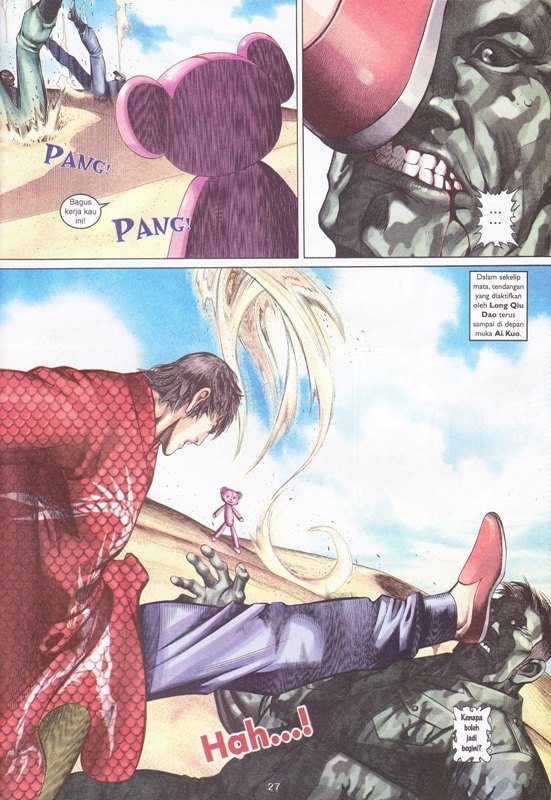 PANG!
Bagus
kerja kau
ini!
PANG!
...
...
Dalam sekelip
mata, tendangan
yang diaktifkan
oleh Long Qiu
Dao terus
sampai di depan
muka Ai Kuo.
Hah...!
Kenapa
boleh
jadi
begini?
27